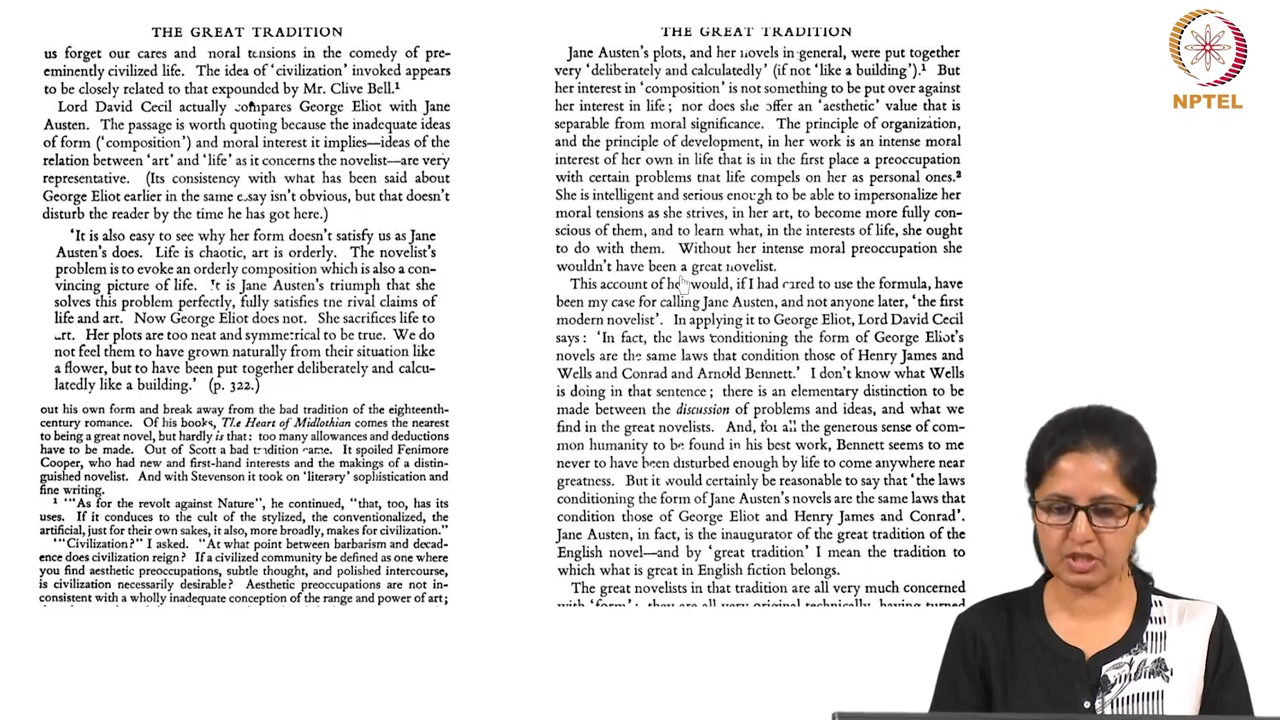 THE GREAT TRADITION
us forget our cares and moral tensions in the comedy of pre-
eminently civilized life. The idea of 'civilization' invoked appears
to be closely related to that expounded by Mr. Clive Bell.¹
Lord David Cecil actually compares George Eliot with Jane
Austen. The passage is worth quoting because the inadequate ideas
of form ('composition') and moral interest it implies—ideas of the
relation between 'art' and 'life' as it concerns the novelist—are very
representative. (Its consistency with what has been said about
George Eliot earlier in the same essay isn't obvious, but that doesn't
disturb the reader by the time he has got here.)
'It is also easy to see why her form doesn't satisfy us as Jane
Austen's does. Life is chaotic, art is orderly. The novelist's
problem is to evoke an orderly composition which is also a con-
vincing picture of life. It is Jane Austen's triumph that she
solves this problem perfectly, fully satisfies the rival claims of
life and art. Now George Eliot does not. She sacrifices life to
art. Her plots are too neat and symmetrical to be true. We do
not feel them to have grown naturally from their situation like
a flower, but to have been put together deliberately and calcu-
latedly like a building.' (p. 322.)
out his own form and break away from the bad tradition of the eighteenth-
century romance. Of his books, The Heart of Midlothian comes the nearest
to being a great novel, but hardly is that: too many allowances and deductions
have to be made. Out of Scott a bad tradition came. It spoiled Fenimore
Cooper, who had new and first-hand interests and the makings of a distin-
guished novelist. And with Stevenson it took on 'literary' sophistication and
fine writing.
¹ '"As for the revolt against Nature", he continued, "that, too, has its
uses. If it conduces to the cult of the stylized, the conventionalized, the
artificial, just for their own sakes, it also, more broadly, makes for civilization."
'"Civilization?" I asked. "At what point between barbarism and decad-
ence does civilization reign? If a civilized community be defined as one where
you find aesthetic preoccupations, subtle thought, and polished intercourse,
is civilization necessarily desirable? Aesthetic preoccupations are not in-
consistent with a wholly inadequate conception of the range and power of art;
THE GREAT TRADITION
Jane Austen's plots, and her novels in general, were put together
very 'deliberately and calculatedly' (if not 'like a building').¹ But
her interest in 'composition' is not something to be put over against
her interest in life; nor does she offer an 'aesthetic' value that is
separable from moral significance. The principle of organization,
and the principle of development, in her work is an intense moral
interest of her own in life that is in the first place a preoccupation
with certain problems that life compels on her as personal ones.²
She is intelligent and serious enough to be able to impersonalize her
moral tensions as she strives, in her art, to become more fully con-
scious of them, and to learn what, in the interests of life, she ought
to do with them. Without her intense moral preoccupation she
wouldn't have been a great novelist.
This account of her would, if I had cared to use the formula, have
been my case for calling Jane Austen, and not anyone later, 'the first
modern novelist'. In applying it to George Eliot, Lord David Cecil
says: 'In fact, the laws conditioning the form of George Eliot's
novels are the same laws that condition those of Henry James and
Wells and Conrad and Arnold Bennett.' I don't know what Wells
is doing in that sentence; there is an elementary distinction to be
made between the discussion of problems and ideas, and what we
find in the great novelists. And, for all the generous sense of com-
mon humanity to be found in his best work, Bennett seems to me
never to have been disturbed enough by life to come anywhere near
greatness. But it would certainly be reasonable to say that 'the laws
conditioning the form of Jane Austen's novels are the same laws that
condition those of George Eliot and Henry James and Conrad'.
Jane Austen, in fact, is the inaugurator of the great tradition of the
English novel—and by 'great tradition' I mean the tradition to
which what is great in English fiction belongs.
The great novelists in that tradition are all very much concerned
with 'form'; they are all very original technically, having turned
NPTEL